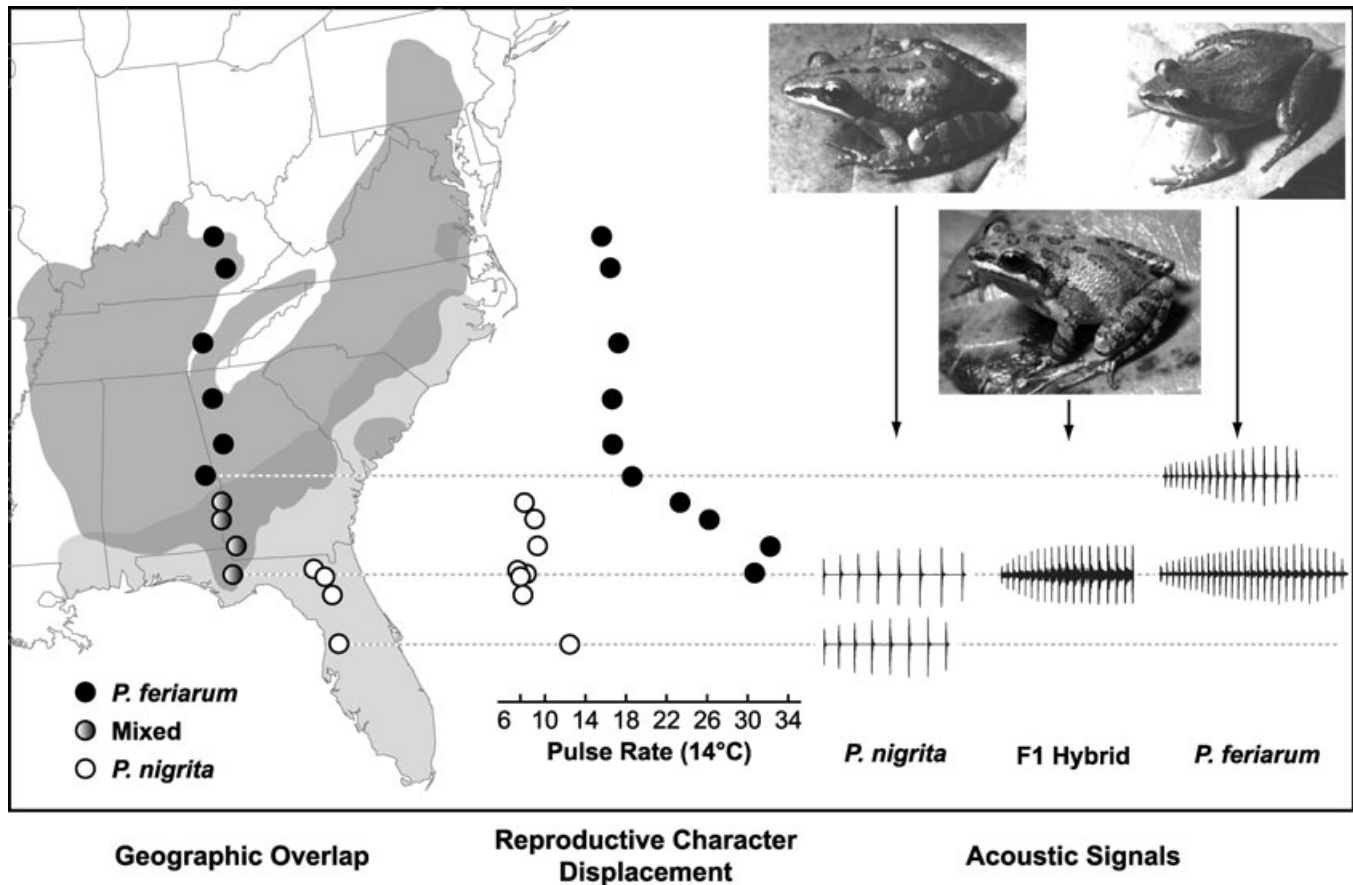 P. feriarum
Mixed
P. nigrita
6 10 14 18 22 26 30 34
Pulse Rate (14°C)
P. nigrita
F1 Hybrid
P. feriarum
Geographic Overlap
Reproductive Character
Displacement
Acoustic Signals